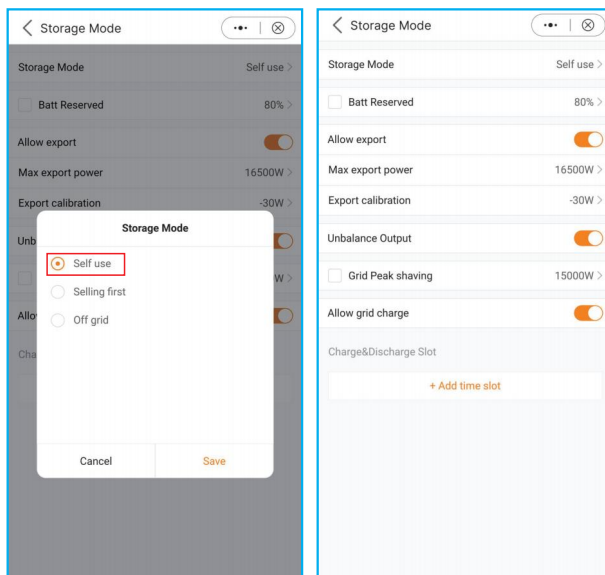 Storage Mode
Storage Mode Self use >
Batt Reserved 80% >
Allow export
Max export power 16500W >
Export calibration -30W >
Unb
W >
Allo
Cha
Storage Mode
Self use
Selling first
Off grid
Cancel Save
Storage Mode
Storage Mode Self use >
Batt Reserved 80% >
Allow export
Max export power 16500W >
Export calibration -30W >
Unbalance Output
Grid Peak shaving 15000W >
Allow grid charge
Charge&Discharge Slot
+ Add time slot